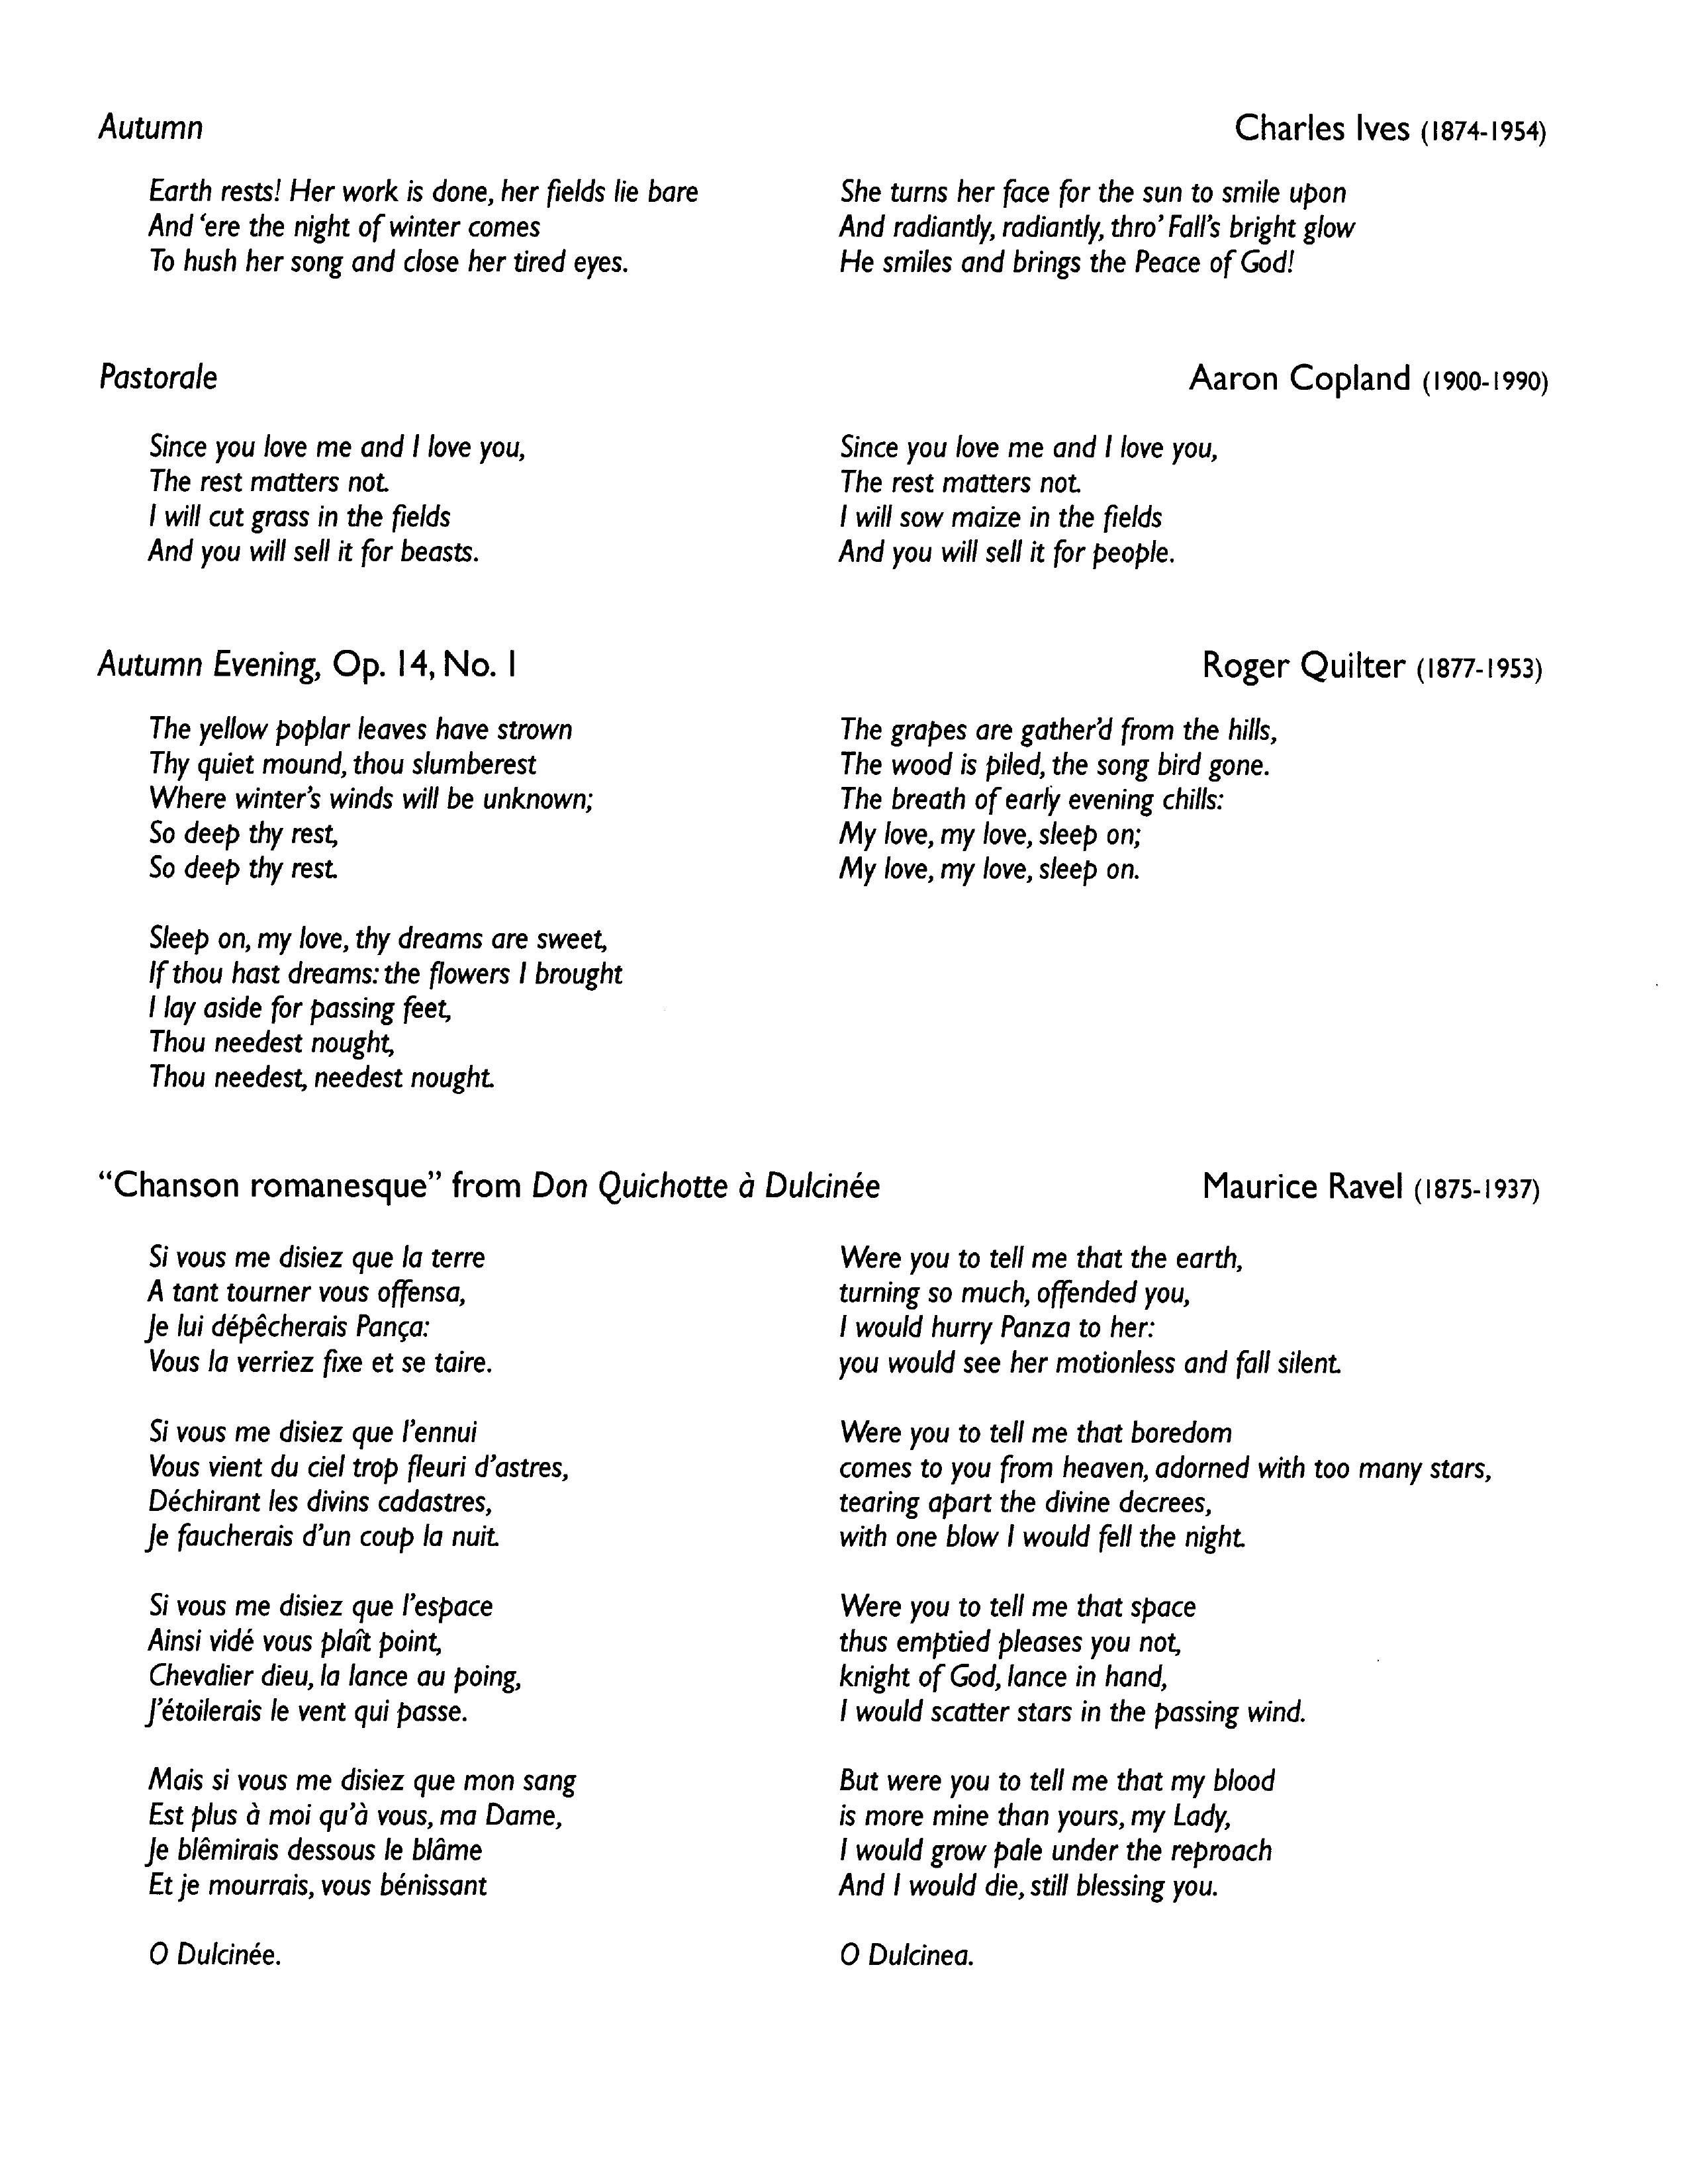 Autumn
Charles Ives (1874-1954)
Earth rests! Her work is done, her fields lie bare
And ‘ere the night of winter comes
To hush her song and close her tired eyes.
She turns her face for the sun to smile upon
And radiantly, radiantly, thro’ Fall’s bright glow
He smiles and brings the Peace of God!
Pastorale
Aaron Copland (1900-1990)
Since you love me and I love you,
The rest matters not.
I will cut grass in the fields
And you will sell it for beasts.
Since you love me and I love you,
The rest matters not.
I will sow maize in the fields
And you will sell it for people.
Autumn Evening, Op. 14, No. 1
Roger Quilter (1877-1953)
The yellow poplar leaves have strown
Thy quiet mound, thou slumberest
Where winter’s winds will be unknown;
So deep thy rest,
So deep thy rest.
Sleep on, my love, thy dreams are sweet,
If thou hast dreams: the flowers I brought
I lay aside for passing feet,
Thou needest nought,
Thou needest, needest nought.
The grapes are gather’d from the hills,
The wood is piled, the song bird gone.
The breath of early evening chills:
My love, my love, sleep on;
My love, my love, sleep on.
“Chanson romanesque” from Don Quichotte à Dulcinée
Maurice Ravel (1875-1937)
Si vous me disiez que la terre
A tant tourner vous offensa,
Je lui dépêcherais Pança:
Vous la verriez fixe et se taire.
Si vous me disiez que l’ennui
Vous vient du ciel trop fleuri d’astres,
Déchirant les divins cadastres,
Je faucherais d’un coup la nuit.
Si vous me disiez que l’espace
Ainsi vidé vous plaît point,
Chevalier dieu, la lance au poing,
J’étoilerais le vent qui passe.
Mais si vous me disiez que mon sang
Est plus à moi qu’à vous, ma Dame,
Je blêmirais dessous le blâme
Et je mourrais, vous bénissant
O Dulcinée.
Were you to tell me that the earth,
turning so much, offended you,
I would hurry Panza to her:
you would see her motionless and fall silent.
Were you to tell me that boredom
comes to you from heaven, adorned with too many stars,
tearing apart the divine decrees,
with one blow I would fell the night.
Were you to tell me that space
thus emptied pleases you not,
knight of God, lance in hand,
I would scatter stars in the passing wind.
But were you to tell me that my blood
is more mine than yours, my Lady,
I would grow pale under the reproach
And I would die, still blessing you.
O Dulcinea.